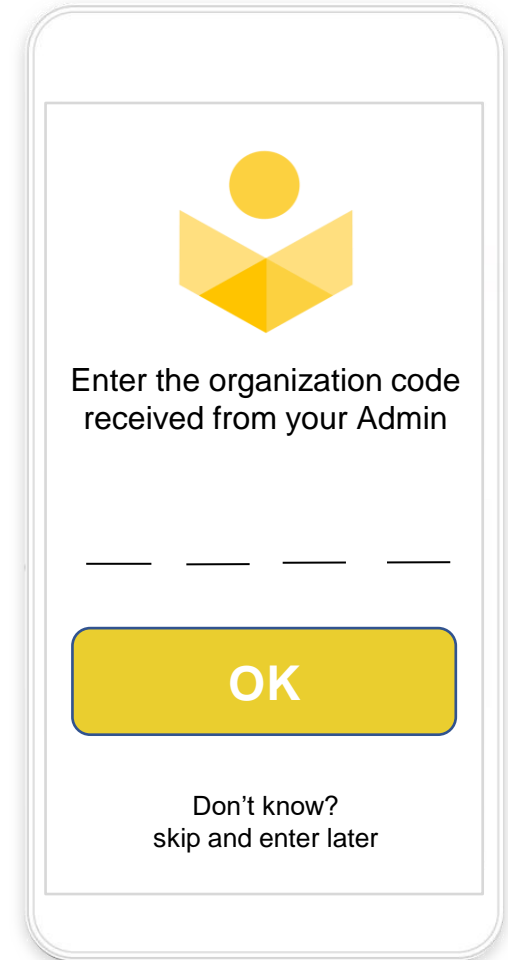 Enter the organization code
received from your Admin
OK
Don’t know?
skip and enter later